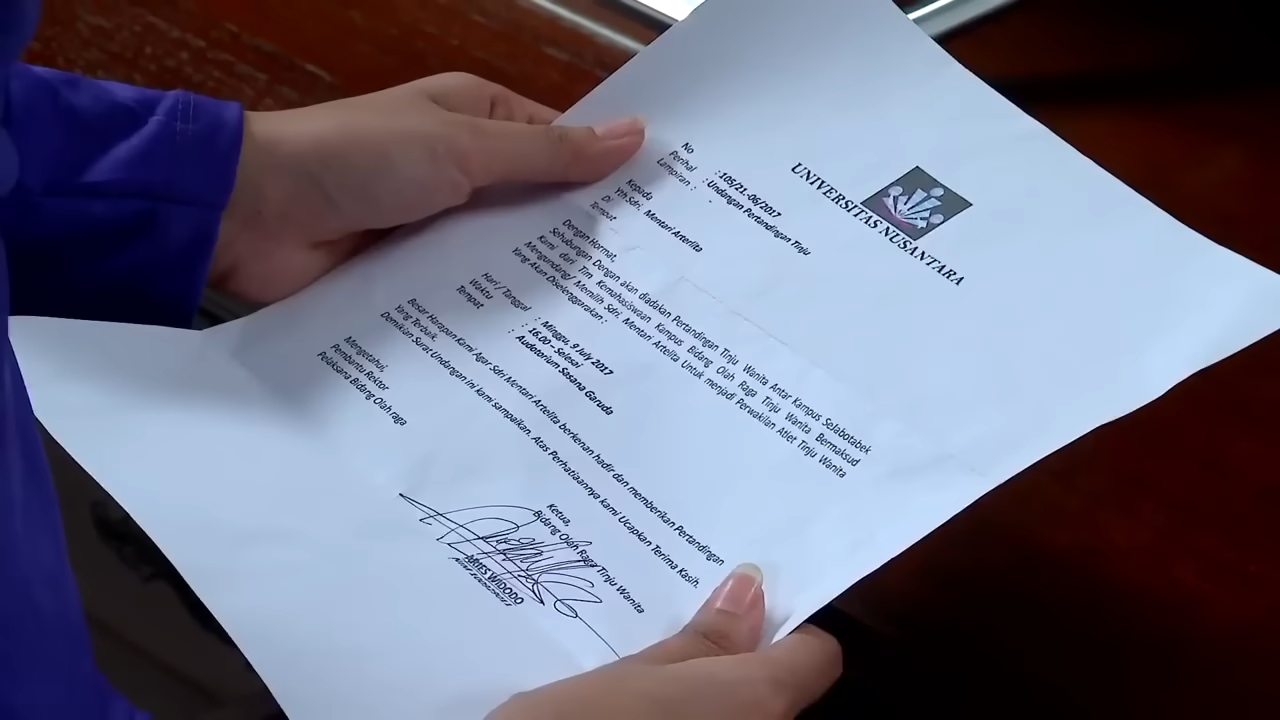 UNIVERSITAS NUSANTARA
No : 105/21-06/2017
Perihal : Undangan Pertandingan Tinju
Lampiran : -
Kepada
Yth Sdri. Mentari Arterlita
Di
Tempat
Dengan Hormat,
Sehubungan Dengan akan diadakan Pertandingan Tinju Wanita Antar Kampus SeJabotabek
Kami dari Tim Kemahasiswaan Kampus Bidang Olah Raga Tinju Wanita Bermaksud
Mengundang/ Memilih Sdri. Mentari Artelita Untuk menjadi Perwakilan Atlet Tinju Wanita
Yang Akan Diselenggarakan :
Hari / Tanggal : Minggu, 9 July 2017
Waktu : 16.00 – Selesai
Tempat : Audotorium Sasana Garuda
Besar Harapan Kami Agar Sdri Mentari Artelita berkenan hadir dan memberikan Pertandingan
Yang Terbaik.
Demikian Surat Undangan ini kami sampaikan. Atas Perhatiaannya kami Ucapkan Terima Kasih.
Mengetahui,
Pembantu Rektor
Pelaksana Bidang Olah raga
Ketua,
Bidang Olah Raga Tinju Wanita
WIDODO